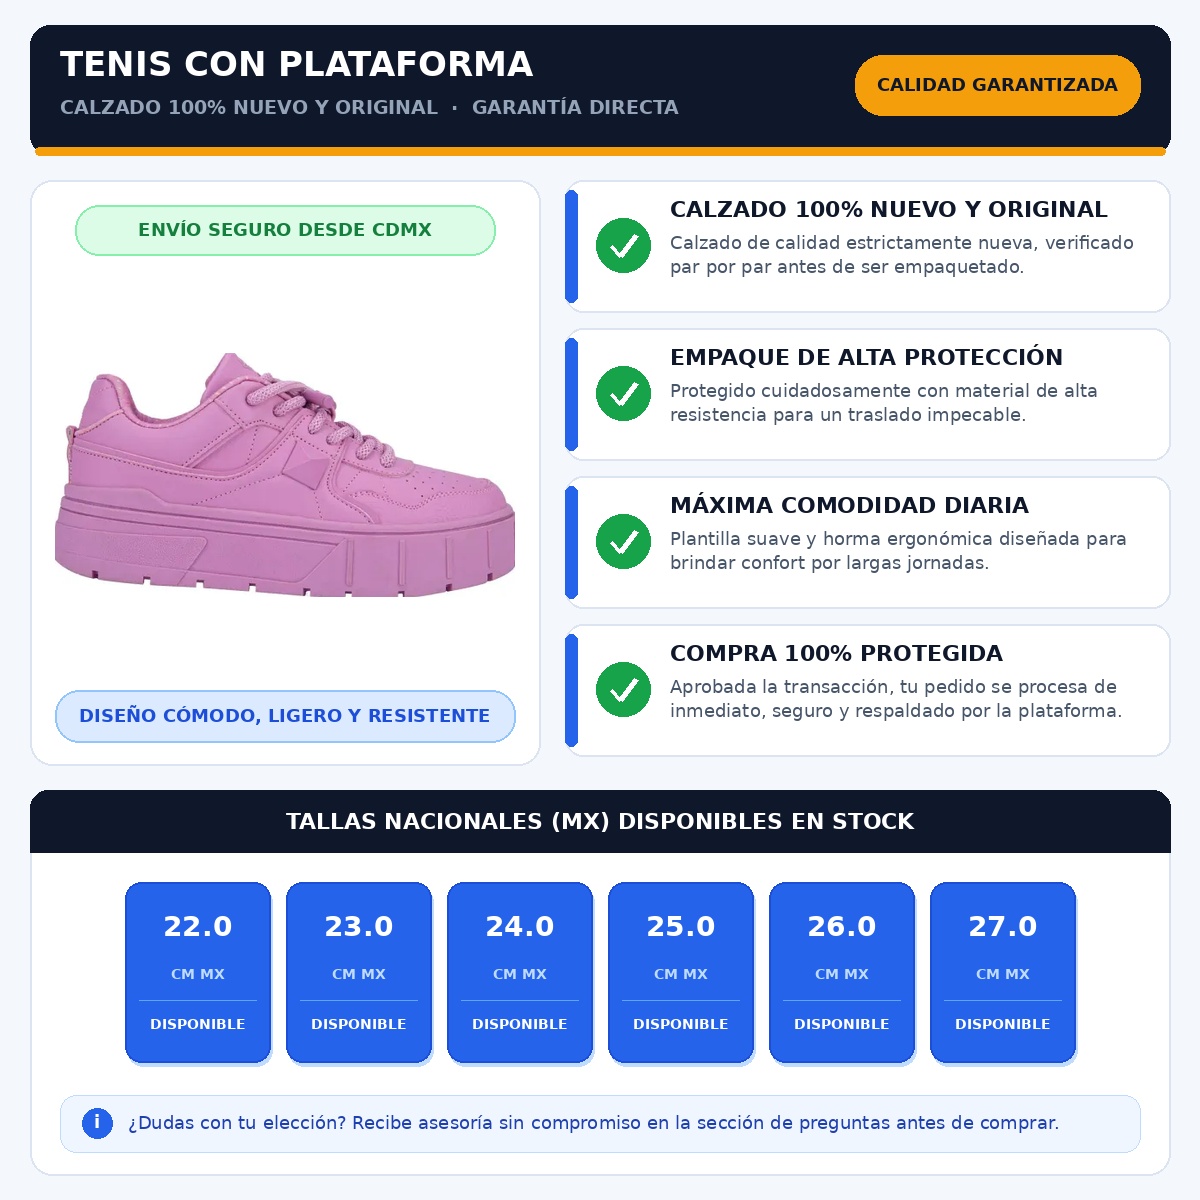 TENIS CON PLATAFORMA
CALZADO 100% NUEVO Y ORIGINAL · GARANTÍA DIRECTA
CALIDAD GARANTIZADA
ENVÍO SEGURO DESDE CDMX
DISEÑO CÓMODO, LIGERO Y RESISTENTE
CALZADO 100% NUEVO Y ORIGINAL
Calzado de calidad estrictamente nueva, verificado
par por par antes de ser empaquetado.
EMPAQUE DE ALTA PROTECCIÓN
Protegido cuidadosamente con material de alta
resistencia para un traslado impecable.
MÁXIMA COMODIDAD DIARIA
Plantilla suave y horma ergonómica diseñada para
brindar confort por largas jornadas.
COMPRA 100% PROTEGIDA
Aprobada la transacción, tu pedido se procesa de
inmediato, seguro y respaldado por la plataforma.
TALLAS NACIONALES (MX) DISPONIBLES EN STOCK
22.0
CM MX
DISPONIBLE
23.0
CM MX
DISPONIBLE
24.0
CM MX
DISPONIBLE
25.0
CM MX
DISPONIBLE
26.0
CM MX
DISPONIBLE
27.0
CM MX
DISPONIBLE
i ¿Dudas con tu elección? Recibe asesoría sin compromiso en la sección de preguntas antes de comprar.